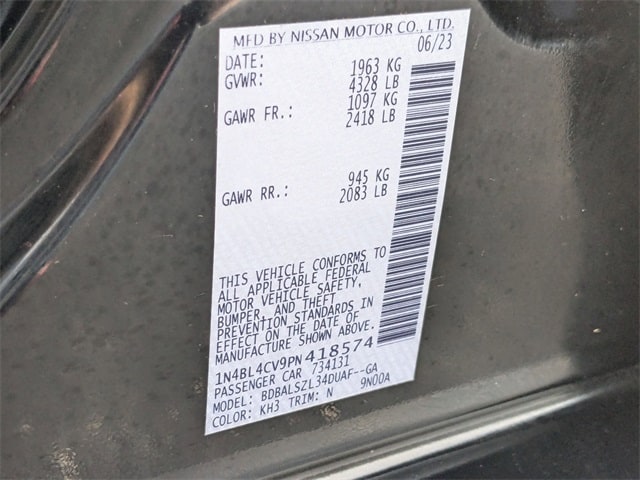 MFD BY NISSAN MOTOR CO., LTD.
DATE: 06/23
GVWR: 1963 KG
4328 LB
GAWR FR.: 1097 KG
2418 LB
GAWR RR.: 945 KG
2083 LB
THIS VEHICLE CONFORMS TO
ALL APPLICABLE FEDERAL
MOTOR VEHICLE SAFETY,
BUMPER, AND THEFT
PREVENTION STANDARDS IN
EFFECT ON THE DATE OF
MANUFACTURE SHOWN ABOVE.
1N4BL4CV9PN418574
PASSENGER CAR 734131
MODEL: BDBALSZL34DUAF--GA
COLOR: KH3 TRIM: N 9N00A